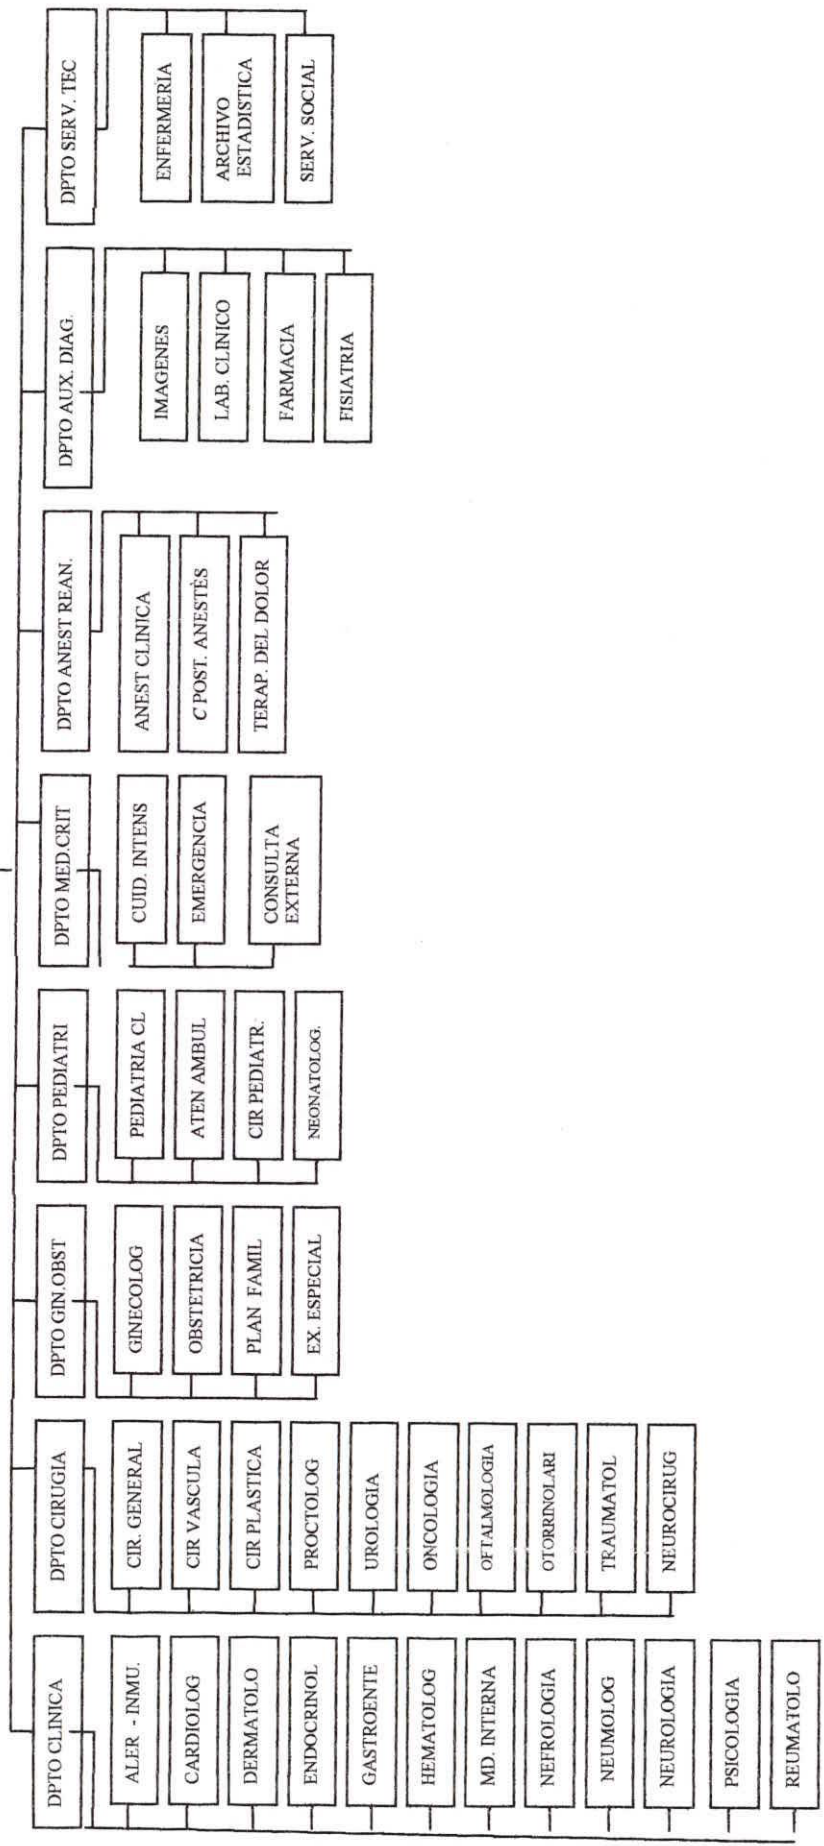 DPTO CLINICA
ALER - INMU.
CARDIOLOG
DERMATOLO
ENDOCRINOL
GASTROENTE
HEMATOLOG
MD. INTERNA
NEFROLOGIA
NEUMOLOG
NEUROLOGIA
PSICOLOGIA
REUMATOLO
DPTO CIRUGIA
CIR. GENERAL
CIR VASCULA
CIR PLASTICA
PROCTOLOG
UROLOGIA
ONCOLOGIA
OFTALMOLOGIA
OTORRINOLARI
TRAUMATOL
NEUROCIRUG
DPTO GIN.OBST
GINECOLOG
OBSTETRICIA
PLAN FAMIL
EX. ESPECIAL
DPTO PEDIATRI
PEDIATRIA CL
ATEN AMBUL
CIR PEDIATR.
NEONATOLOG.
DPTO MED.CRIT
CUID. INTENS
EMERGENCIA
CONSULTA
EXTERNA
DPTO ANEST REAN.
ANEST CLINICA
C POST. ANESTÈS
TERAP. DEL DOLOR
DPTO AUX. DIAG.
IMAGENES
LAB. CLINICO
FARMACIA
FISIATRIA
DPTO SERV. TEC
ENFERMERIA
ARCHIVO
ESTADISTICA
SERV. SOCIAL